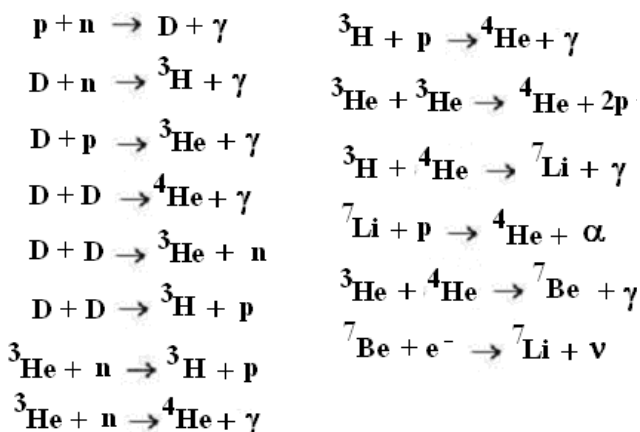 p + n → D + γ
D + n → ³H + γ
D + p → ³He + γ
D + D → ⁴He + γ
D + D → ³He + n
D + D → ³H + p
³He + n → ³H + p
³He + n → ⁴He + γ
³H + p → ⁴He + γ
³He + ³He → ⁴He + 2p
³H + ⁴He → ⁷Li + γ
⁷Li + p → ⁴He + α
³He + ⁴He → ⁷Be + γ
⁷Be + e⁻ → ⁷Li + ν